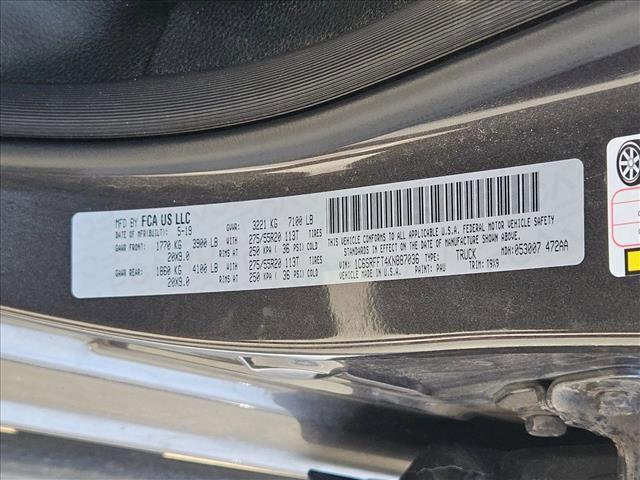 MFD BY FCA US LLC
DATE OF MFR(BUILT): 5-19 GVWR: 3221 KG 7100 LB
GAWR FRONT: 1770 KG 3900 LB WITH 275/55R20 113T TIRES
20X9.0 RIMS AT 250 KPA / 36 PSI COLD
GAWR REAR: 1860 KG 4100 LB WITH 275/55R20 113T TIRES
20X9.0 RIMS AT 250 KPA / 36 PSI COLD
THIS VEHICLE CONFORMS TO ALL APPLICABLE U.S.A. FEDERAL MOTOR VEHICLE SAFETY
STANDARDS IN EFFECT ON THE DATE OF MANUFACTURE SHOWN ABOVE.
VIN: 1C6SRFFT4KN887036 TYPE: TRUCK MDH: 053007 472AA
MADE IN U.S.A. PAINT: PAU TRIM: T9X9